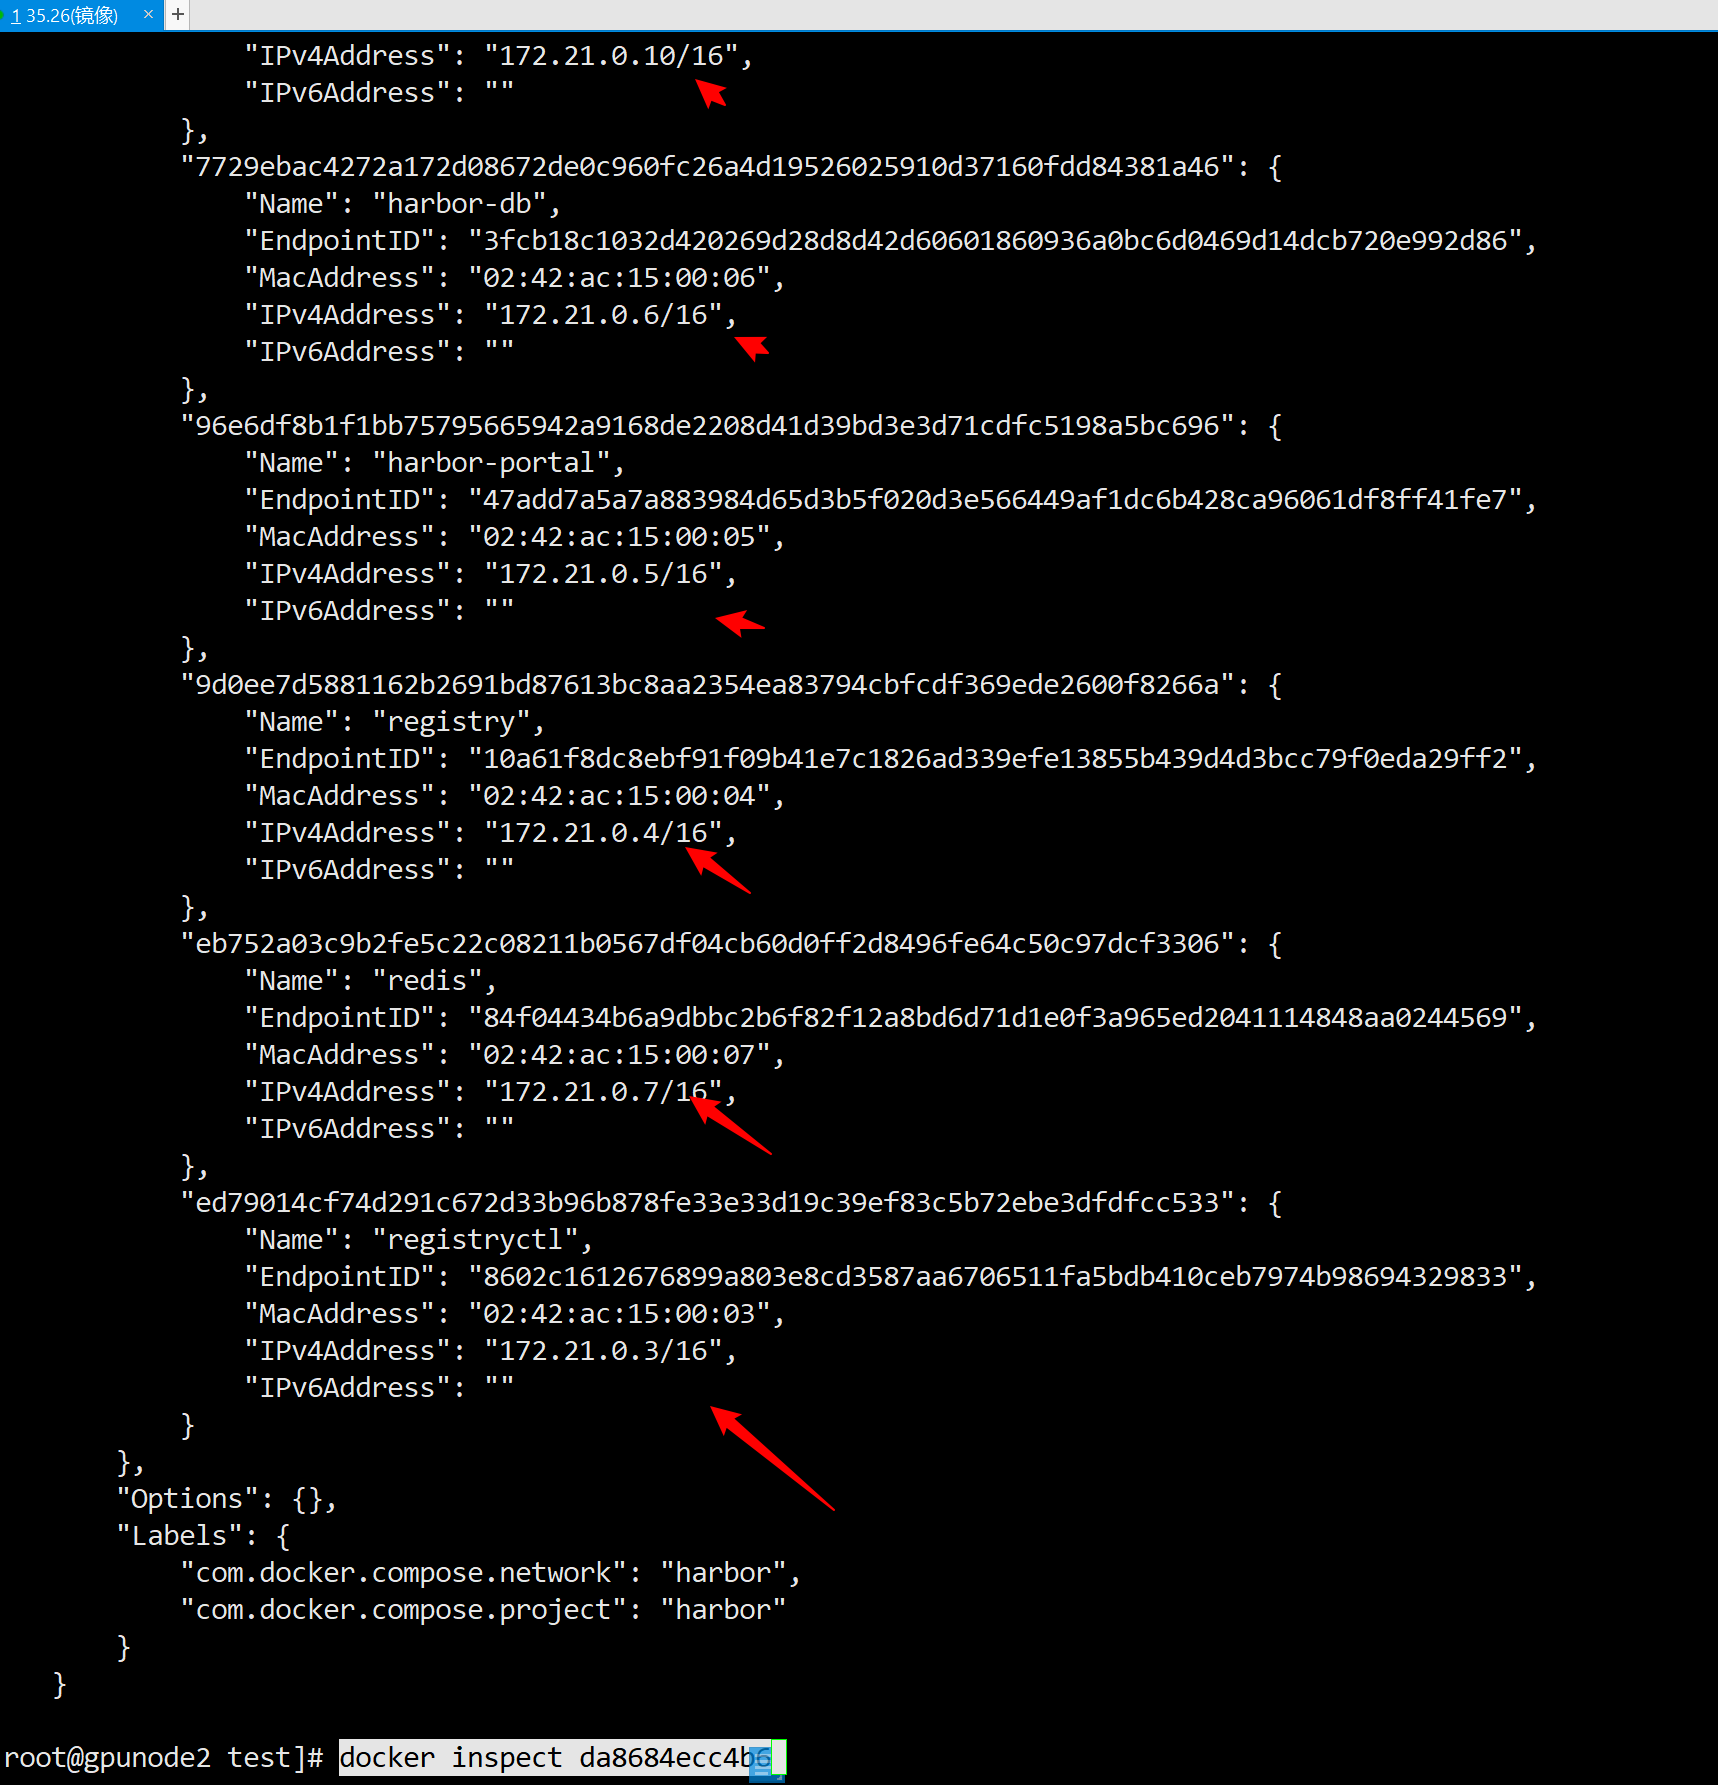 1 35.26(镜像) × +
"IPv4Address": "172.21.0.10/16",
"IPv6Address": ""
},
"7729ebac4272a172d08672de0c960fc26a4d19526025910d37160fdd84381a46": {
"Name": "harbor-db",
"EndpointID": "3fcb18c1032d420269d28d8d42d60601860936a0bc6d0469d14dcb720e992d86",
"MacAddress": "02:42:ac:15:00:06",
"IPv4Address": "172.21.0.6/16",
"IPv6Address": ""
},
"96e6df8b1f1bb75795665942a9168de2208d41d39bd3e3d71cdfc5198a5bc696": {
"Name": "harbor-portal",
"EndpointID": "47add7a5a7a883984d65d3b5f020d3e566449af1dc6b428ca96061df8ff41fe7",
"MacAddress": "02:42:ac:15:00:05",
"IPv4Address": "172.21.0.5/16",
"IPv6Address": ""
},
"9d0ee7d5881162b2691bd87613bc8aa2354ea83794cbfcdf369ede2600f8266a": {
"Name": "registry",
"EndpointID": "10a61f8dc8ebf91f09b41e7c1826ad339efe13855b439d4d3bcc79f0eda29ff2",
"MacAddress": "02:42:ac:15:00:04",
"IPv4Address": "172.21.0.4/16",
"IPv6Address": ""
},
"eb752a03c9b2fe5c22c08211b0567df04cb60d0ff2d8496fe64c50c97dcf3306": {
"Name": "redis",
"EndpointID": "84f04434b6a9dbbc2b6f82f12a8bd6d71d1e0f3a965ed2041114848aa0244569",
"MacAddress": "02:42:ac:15:00:07",
"IPv4Address": "172.21.0.7/16",
"IPv6Address": ""
},
"ed79014cf74d291c672d33b96b878fe33e33d19c39ef83c5b72ebe3dfdfcc533": {
"Name": "registryctl",
"EndpointID": "8602c1612676899a803e8cd3587aa6706511fa5bdb410ceb7974b98694329833",
"MacAddress": "02:42:ac:15:00:03",
"IPv4Address": "172.21.0.3/16",
"IPv6Address": ""
}
},
"Options": {},
"Labels": {
"com.docker.compose.network": "harbor",
"com.docker.compose.project": "harbor"
}
}
root@gpunode2 test]# docker inspect da8684ecc4b6